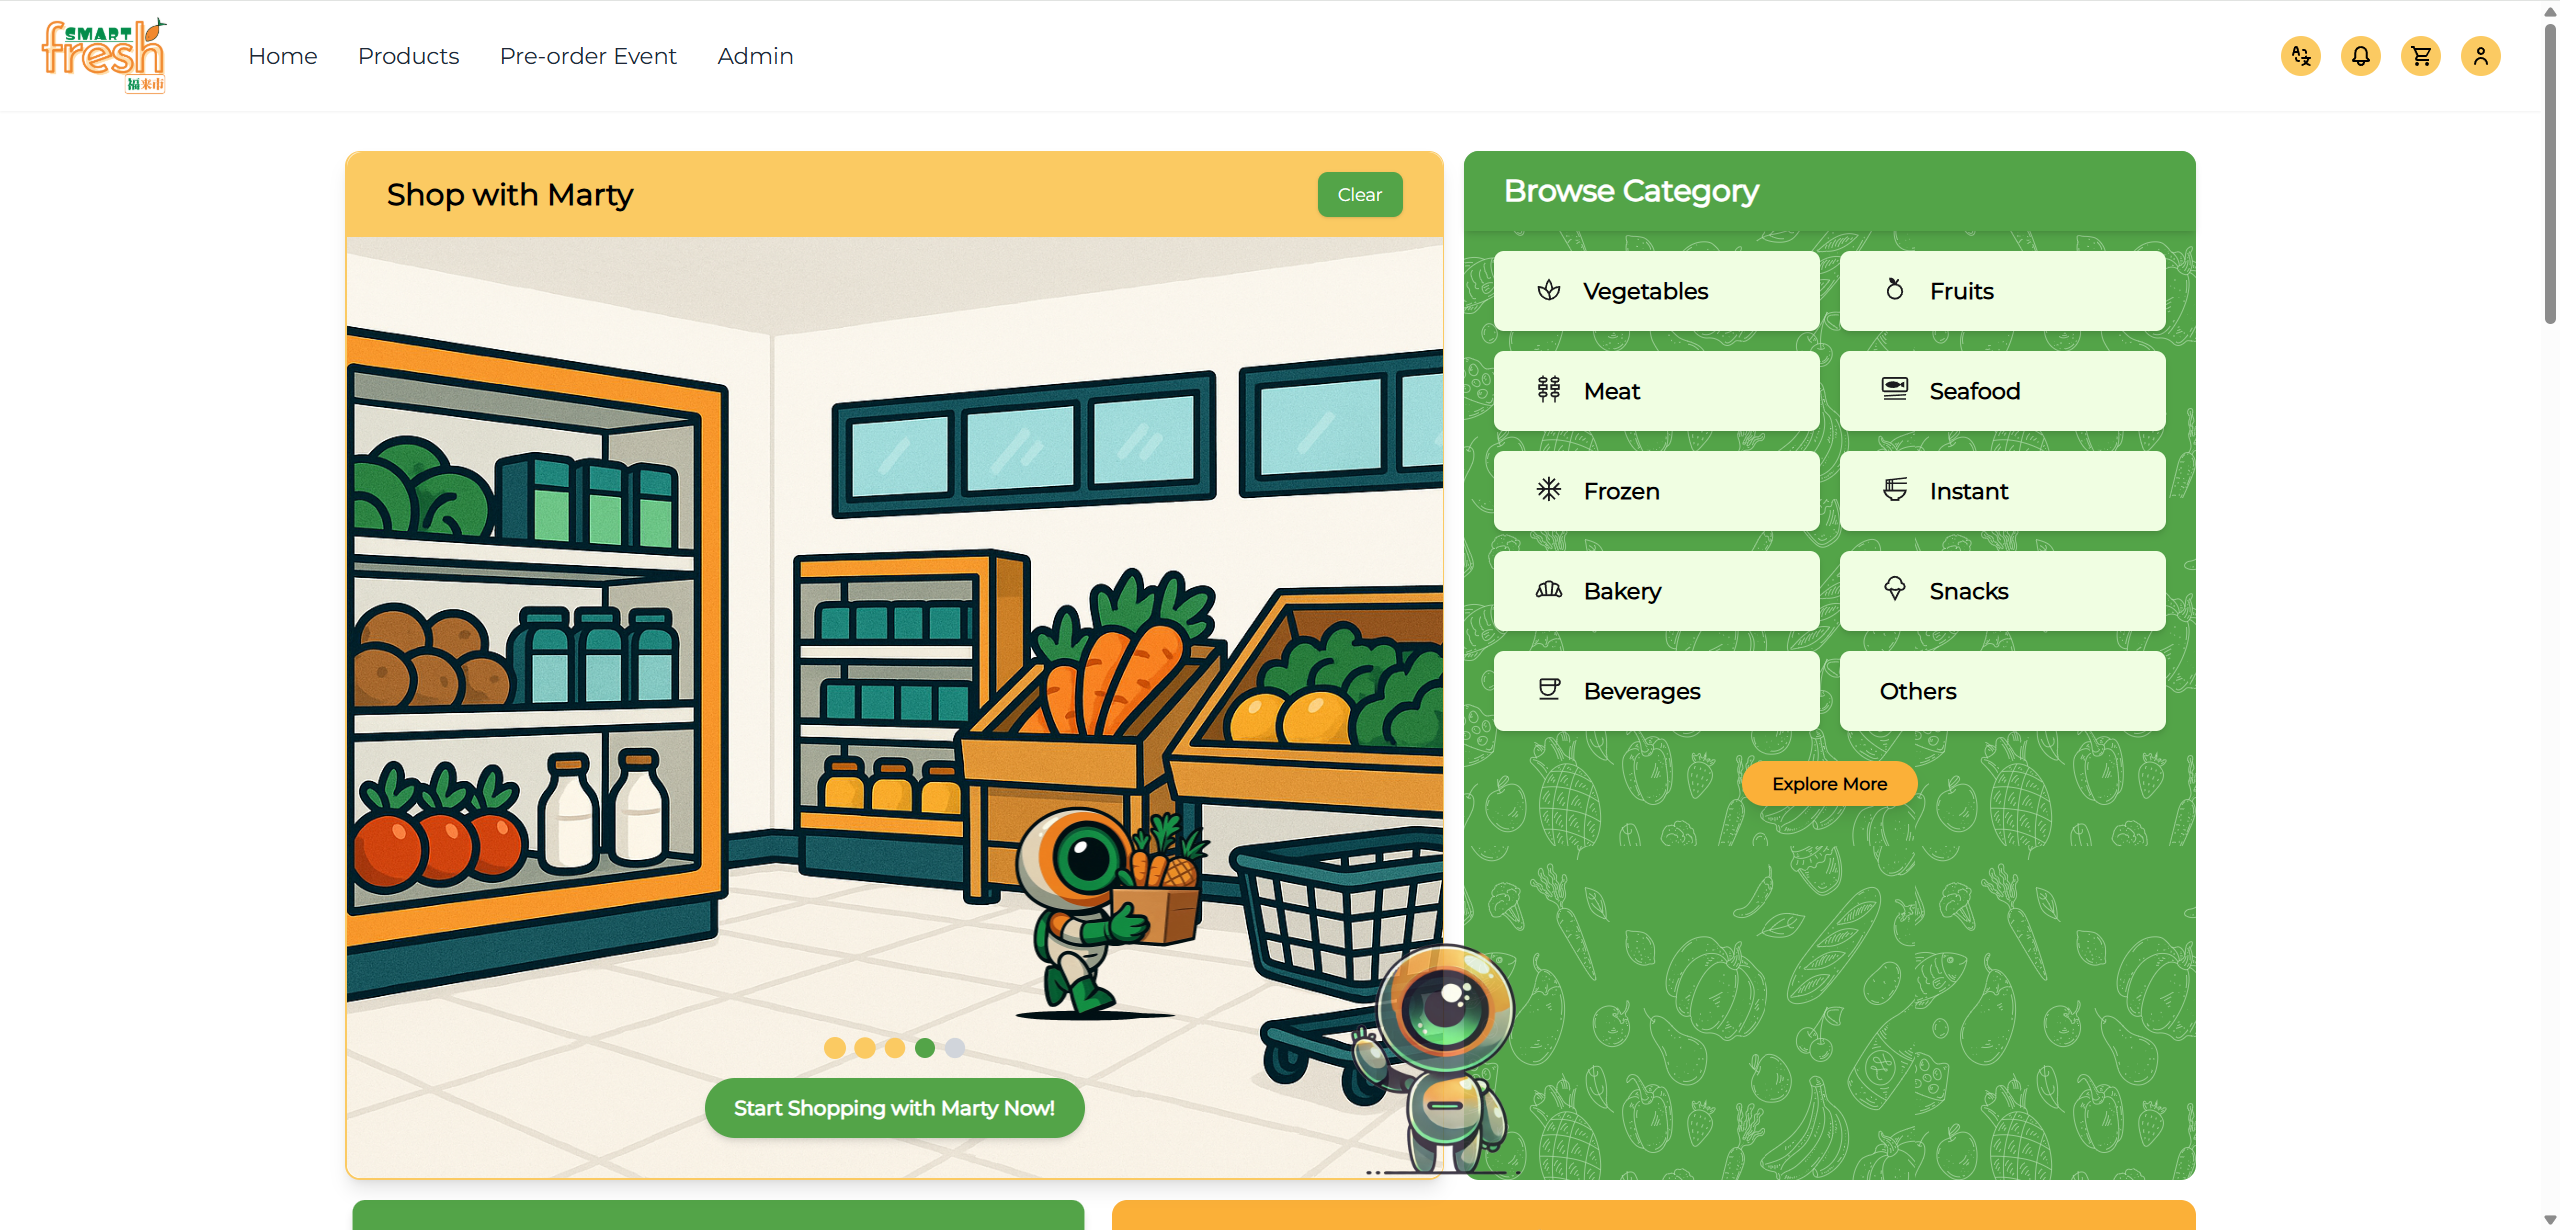 SMART
fresh
福来市
Home
Products
Pre-order Event
Admin
Shop with Marty
Clear
Start Shopping with Marty Now!
Browse Category
Vegetables
Fruits
Meat
Seafood
Frozen
Instant
Bakery
Snacks
Beverages
Others
Explore More